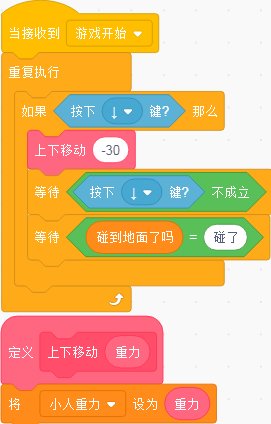 当接收到 游戏开始
重复执行
如果 按下 ↓ 键? 那么
上下移动 -30
等待 按下 ↓ 键? 不成立
等待 碰到地面了吗 = 碰了
定义 上下移动 重力
将 小人重力 设为 重力